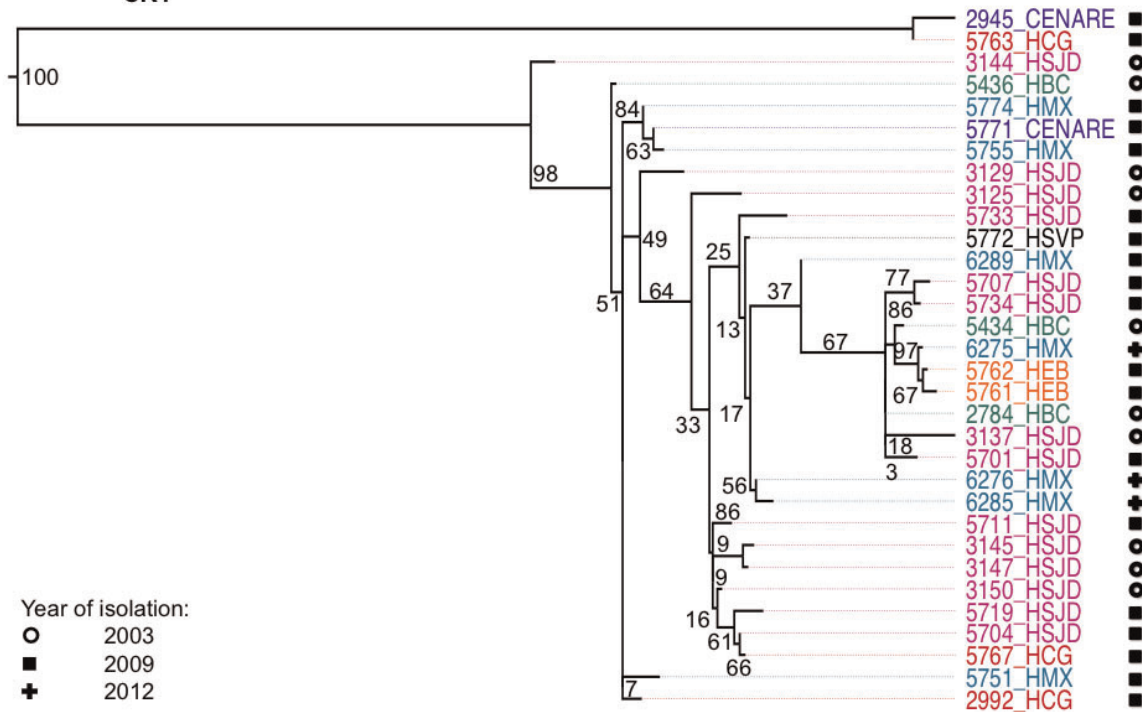 2945_CENARE
5763_HCG
3144_HSJD
100
5436_HBC
84
5774_HMX
5771_CENARE
63
5755_HMX
98
3129_HSJD
3125_HSJD
5733_HSJD
49
5772_HSVP
25
6289_HMX
77
5707_HSJD
64
37
51
86
5734_HSJD
13
5434_HBC
67
97
6275_HMX
5762_HEB
67
5761_HEB
17
2784_HBC
33
3137_HSJD
18
5701_HSJD
3
56
6276_HMX
6285_HMX
86
5711_HSJD
9
3145_HSJD
3147_HSJD
9
3150_HSJD
Year of isolation:
16
5719_HSJD
2003
61
5704_HSJD
66
5767_HCG
2009
5751_HMX
7
2012
2992_HCG